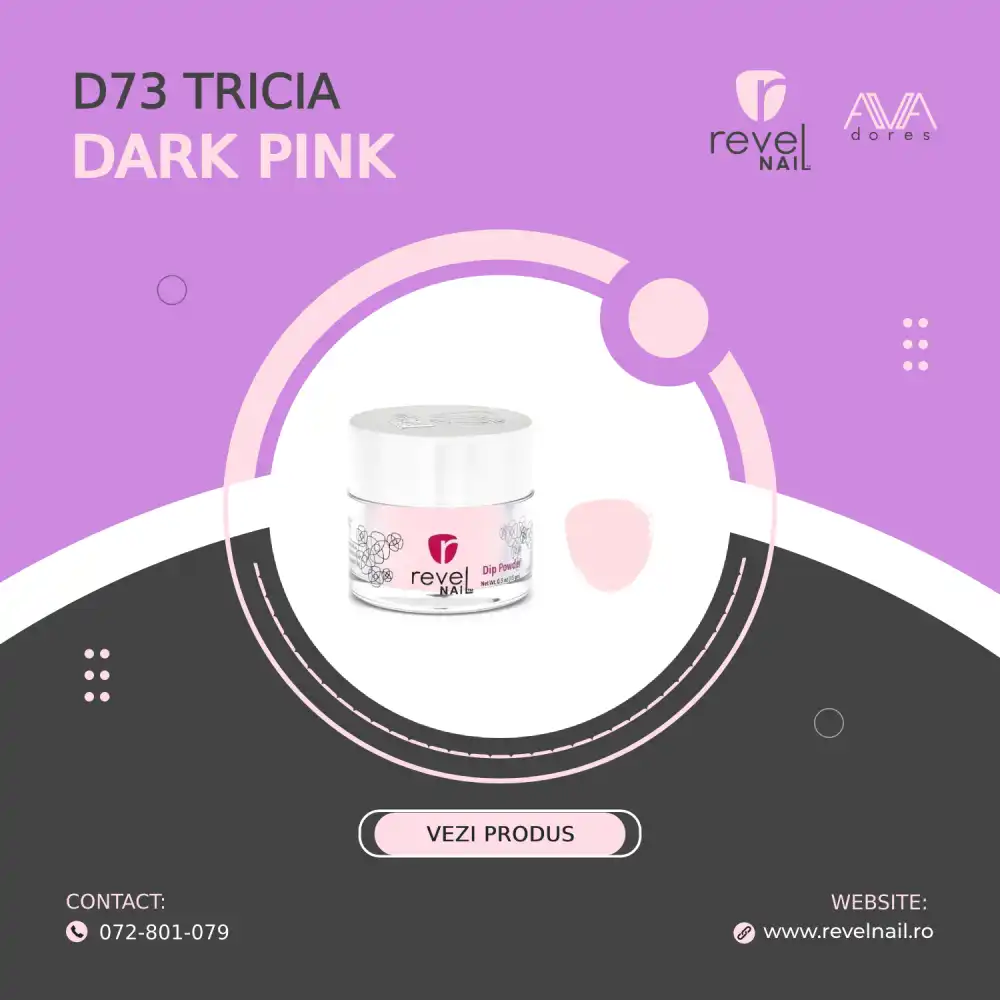 D73 TRICIA
DARK PINK
revel
NAIL
AVA
dores
revel
NAIL
Dip Powder
VEZI PRODUS
CONTACT:
072-801-079
WEBSITE:
www.revelnail.ro